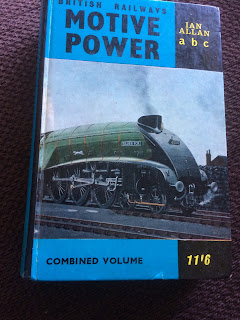 BRITISH RAILWAYS
MOTIVE
POWER
IAN
ALLAN
abc
COMBINED VOLUME
11'6